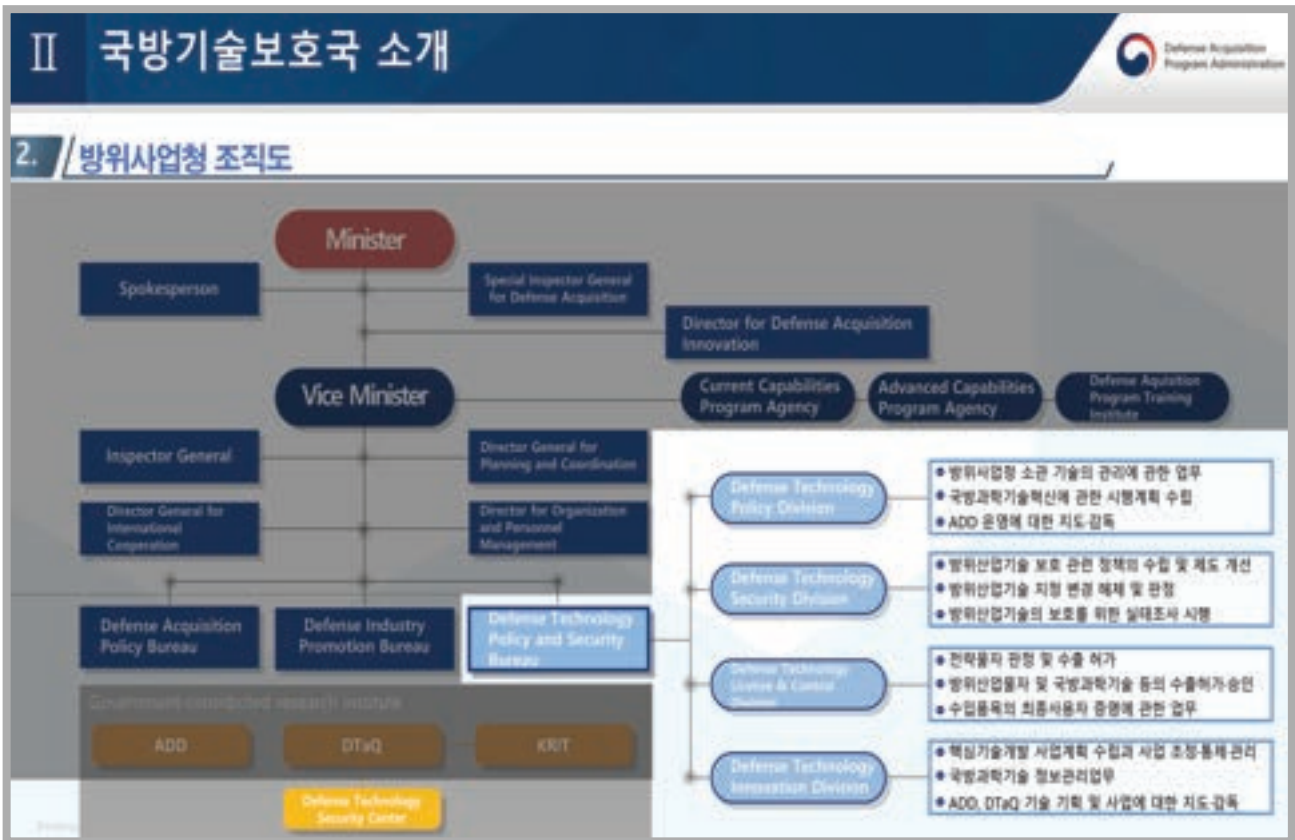 Ⅱ 국방기술보호국 소개
Defense Acquisition
Program Administration
2. 방위사업청 조직도
Minister
Spokesperson
Special Inspector General
for Defense Acquisition
Director for Defense Acquisition
Innovation
Vice Minister
Current Capabilities
Program Agency
Advanced Capabilities
Program Agency
Defense Aquisition
Program Training
Institute
Inspector General
Director General for
Planning and Coordination
Director General for
International
Cooperation
Director for Organization
and Personnel
Management
Defense Acquisition
Policy Bureau
Defense Industry
Promotion Bureau
Defense Technology
Policy and Security
Bureau
Defense Technology
Policy Division
• 방위사업청 소관 기술의 관리에 관한 업무
• 국방과학기술혁신에 관한 시행계획 수립
• ADD 운영에 대한 지도·감독
Defense Technology
Security Division
• 방위산업기술 보호 관련 정책의 수립 및 제도 개선
• 방위산업기술 지정 변경 해제 및 판정
• 방위산업기술의 보호를 위한 실태조사 시행
Defense Technology
License & Control
Division
• 전략물자 판정 및 수출 허가
• 방위산업물자 및 국방과학기술 등의 수출허가·승인
• 수입품목의 최종사용자 증명에 관한 업무
Defense Technology
Innovation Division
• 핵심기술개발 사업계획 수립과 사업 조정·통제·관리
• 국방과학기술 정보관리업무
• ADD, DTaQ 기술 기획 및 사업에 대한 지도·감독
research institute
ADD
DTaQ
KRIT
Defense Technology
Security Center